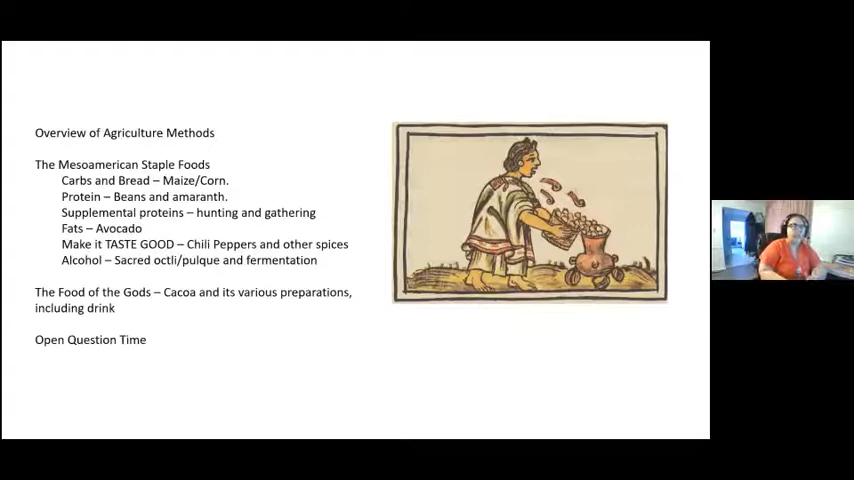 Overview of Agriculture Methods
The Mesoamerican Staple Foods
Carbs and Bread – Maize/Corn.
Protein – Beans and amaranth.
Supplemental proteins – hunting and gathering
Fats – Avocado
Make it TASTE GOOD – Chili Peppers and other spices
Alcohol – Sacred octli/pulque and fermentation
The Food of the Gods – Cacoa and its various preparations,
including drink
Open Question Time